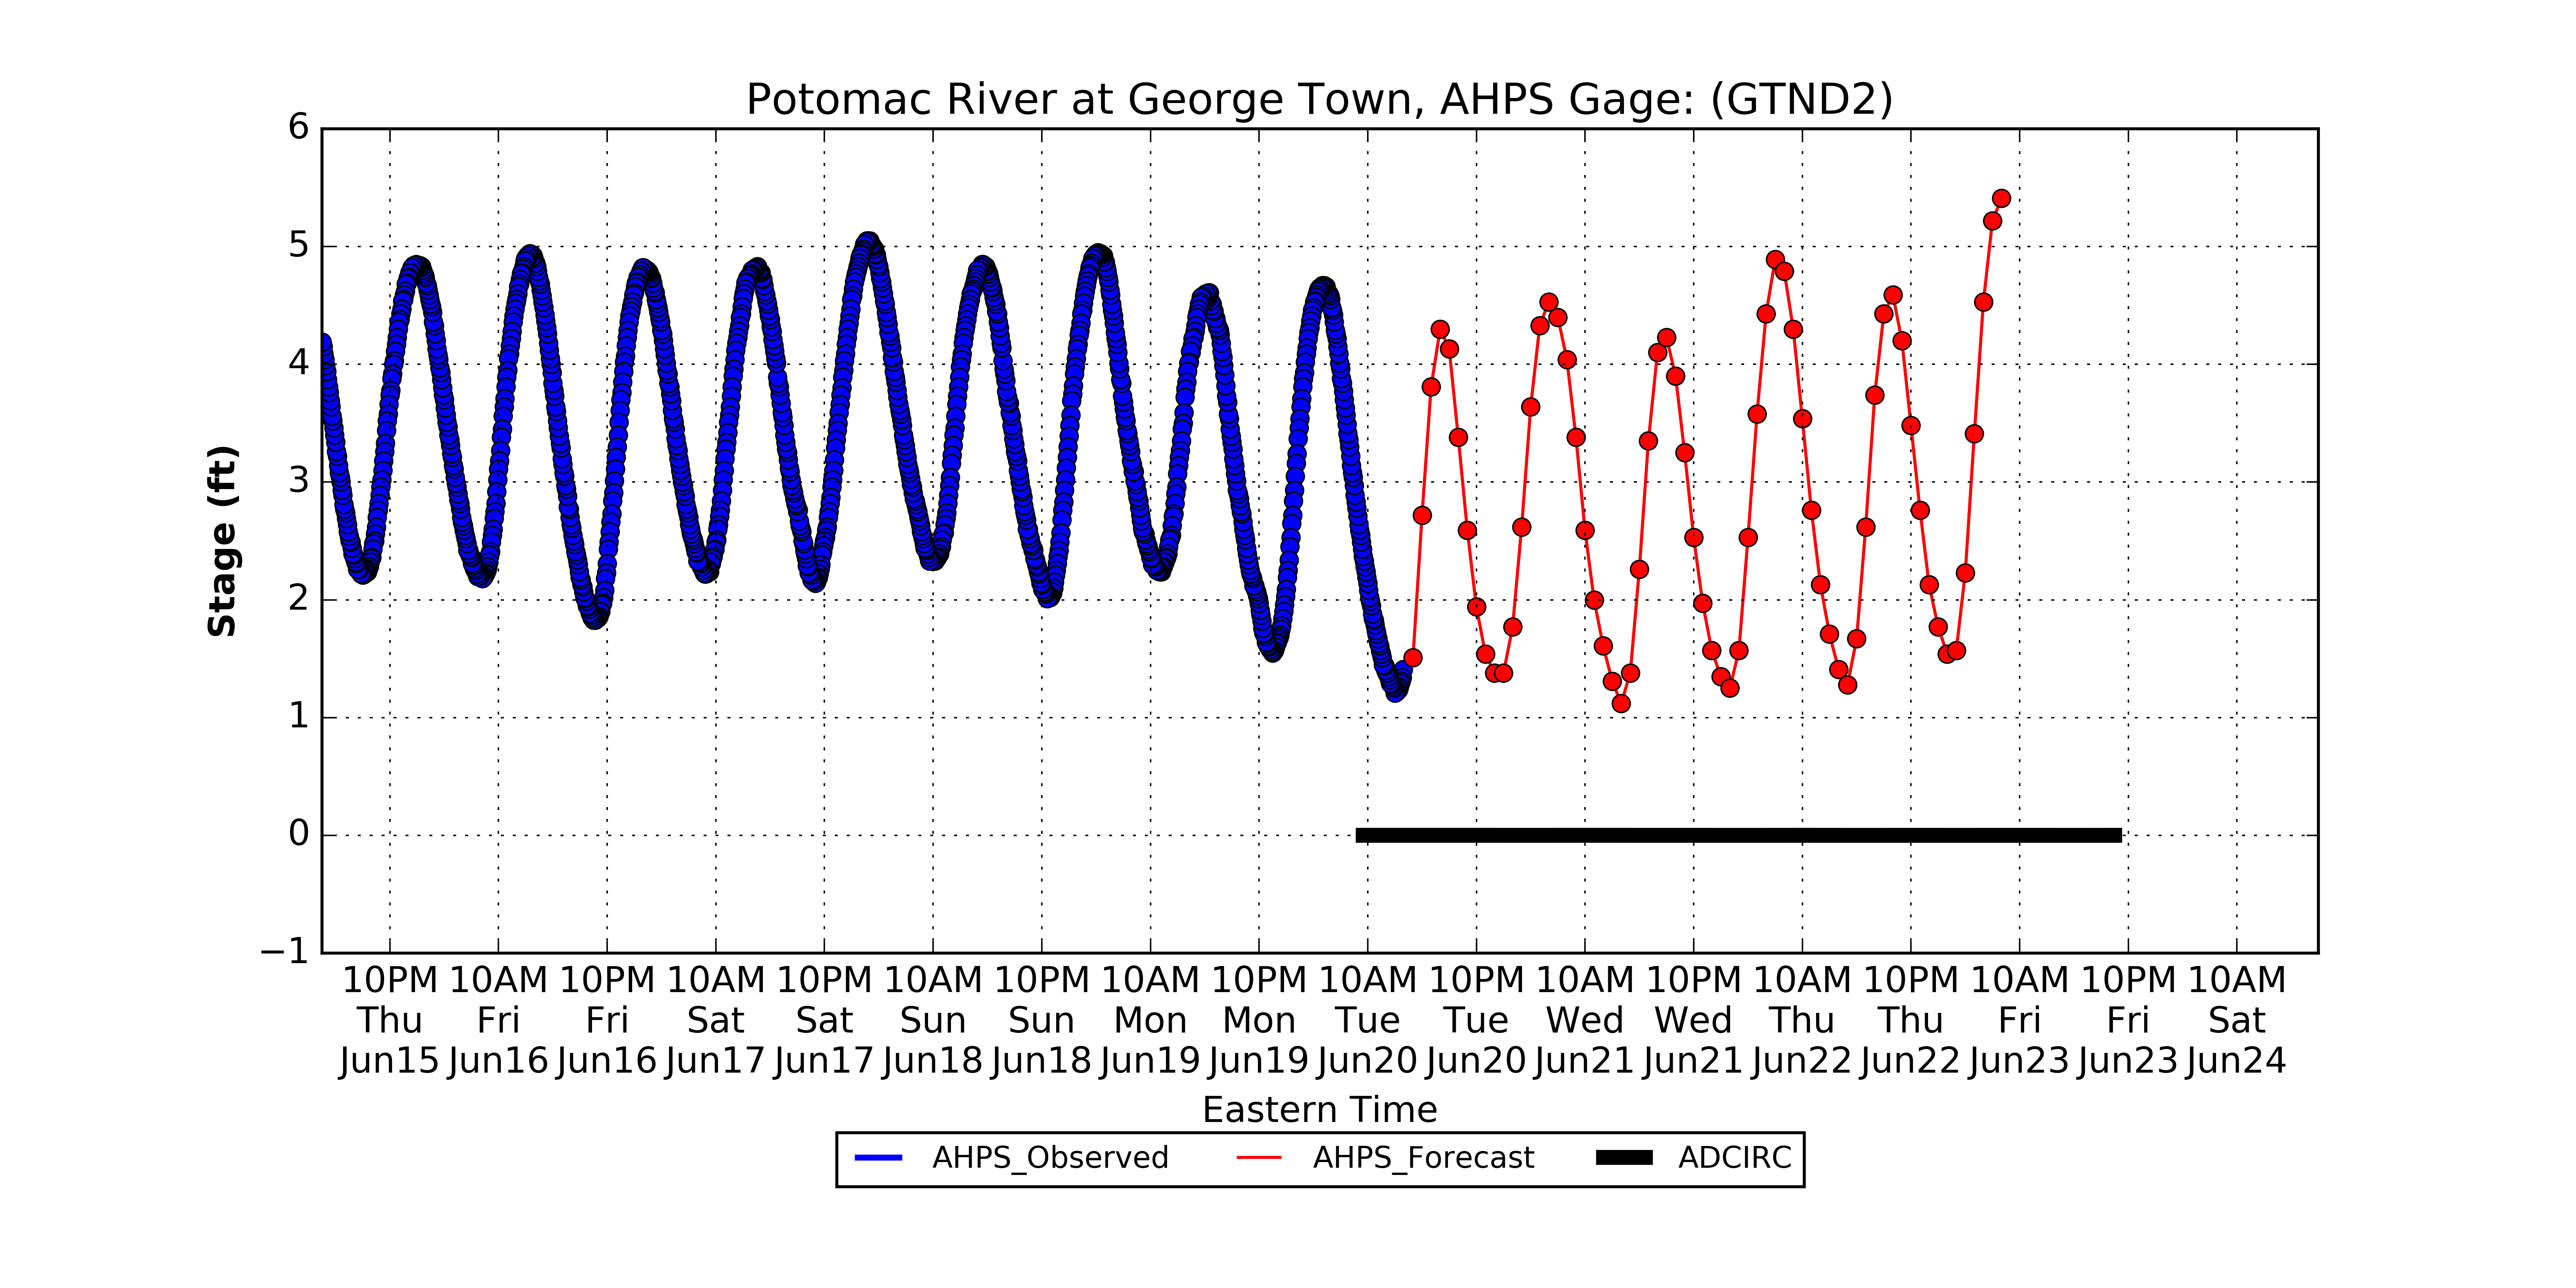 Potomac River at George Town, AHPS Gage: (GTND2)
6
5
4
3
2
1
0
−1
Stage (ft)
10PM 10AM 10PM 10AM 10PM 10AM 10PM 10AM 10PM 10AM 10PM 10AM 10PM 10AM 10PM 10AM 10PM 10AM
Thu Fri Fri Sat Sat Sun Sun Mon Mon Tue Tue Wed Wed Thu Thu Fri Fri Sat
Jun15 Jun16 Jun16 Jun17 Jun17 Jun18 Jun18 Jun19 Jun19 Jun20 Jun20 Jun21 Jun21 Jun22 Jun22 Jun23 Jun23 Jun24
Eastern Time
AHPS_Observed AHPS_Forecast ADCIRC